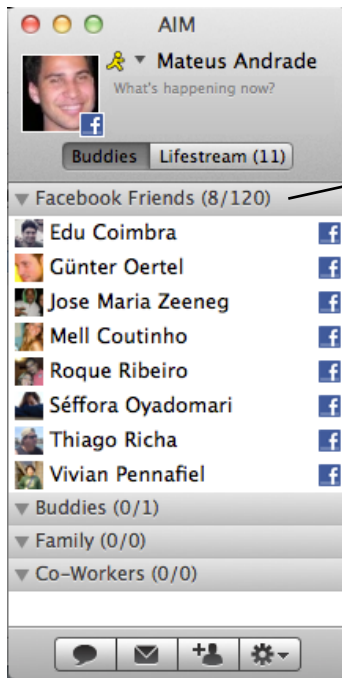 AIM
Mateus Andrade
What's happening now?
Buddies Lifestream (11)
Facebook Friends (8/120)
Edu Coimbra
Günter Oertel
Jose Maria Zeeneg
Mell Coutinho
Roque Ribeiro
Séffora Oyadomari
Thiago Richa
Vivian Pennafiel
Buddies (0/1)
Family (0/0)
Co-Workers (0/0)